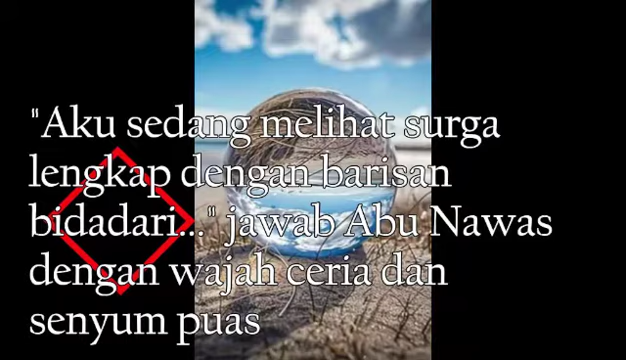 "Aku sedang melihat surga
lengkap dengan barisan
bidadari..." jawab Abu Nawas
dengan wajah ceria dan
senyum puas